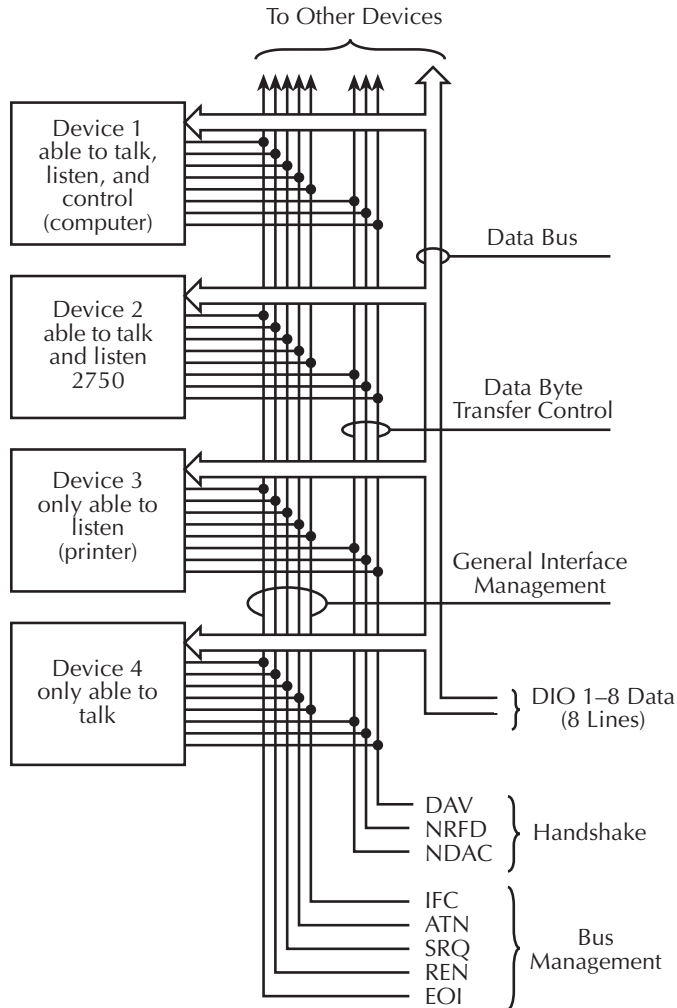 To Other Devices
Device 1
able to talk,
listen, and
control
(computer)
Data Bus
Device 2
able to talk
and listen
2750
Data Byte
Transfer Control
Device 3
only able to
listen
(printer)
General Interface
Management
Device 4
only able to
talk
DIO 1–8 Data
(8 Lines)
DAV
NRFD
NDAC
Handshake
IFC
ATN
SRQ
REN
EOI
Bus
Management